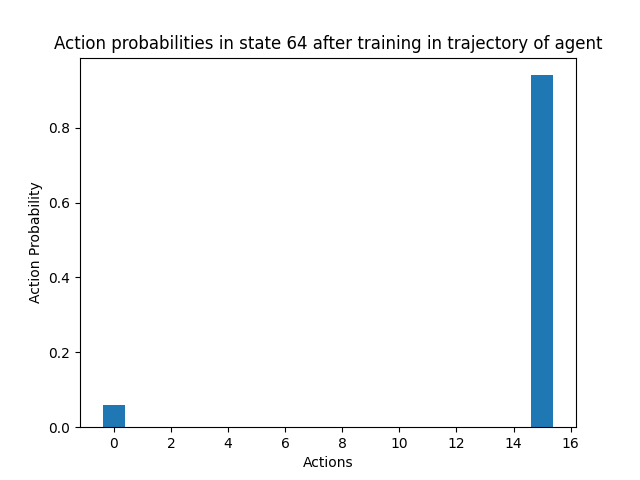 Action probabilities in state 64 after training in trajectory of agent
Action Probability
0.8
0.6
0.4
0.2
0.0
0 2 4 6 8 10 12 14 16
Actions